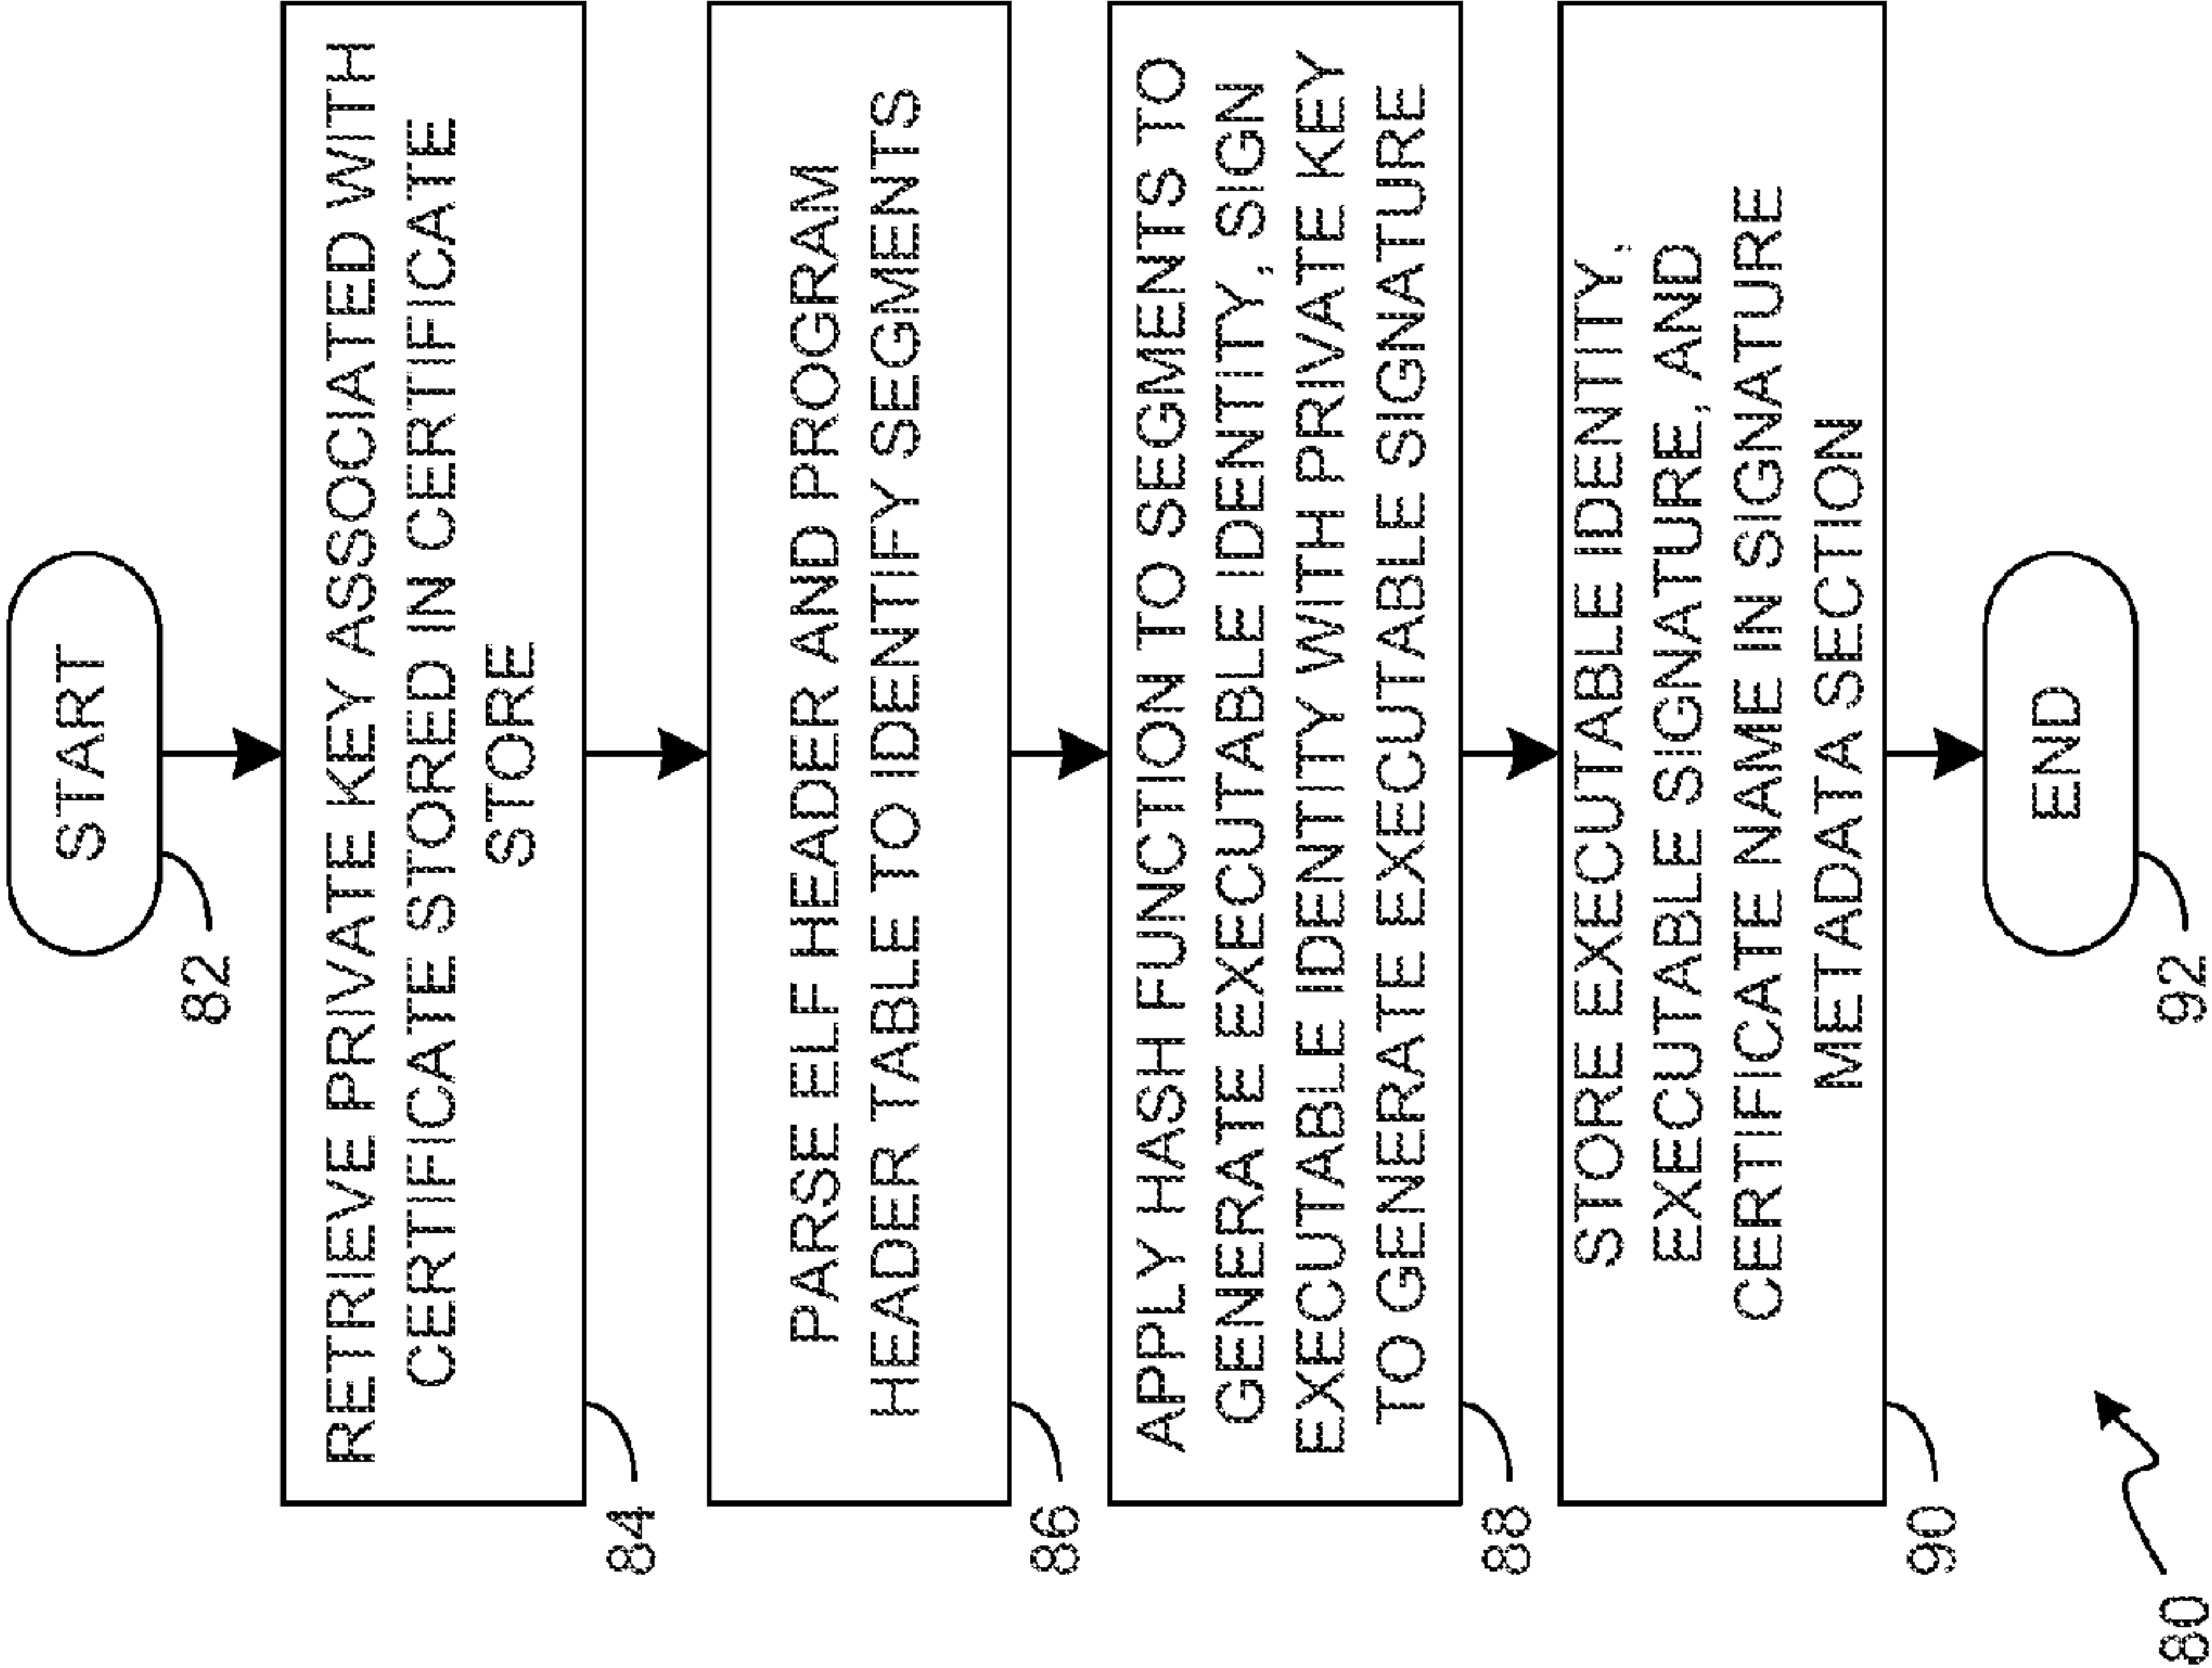 START
82
RETRIEVE PRIVATE KEY ASSOCIATED WITH
CERTIFICATE STORED IN CERTIFICATE
STORE
84
PARSE ELF HEADER AND PROGRAM
HEADER TABLE TO IDENTIFY SEGMENTS
86
APPLY HASH FUNCTION TO SEGMENTS TO
GENERATE EXECUTABLE IDENTITY, SIGN
EXECUTABLE IDENTITY WITH PRIVATE KEY
TO GENERATE EXECUTABLE SIGNATURE
88
STORE EXECUTABLE IDENTITY,
EXECUTABLE SIGNATURE, AND
CERTIFICATE NAME IN SIGNATURE
METADATA SECTION
90
END
92
80